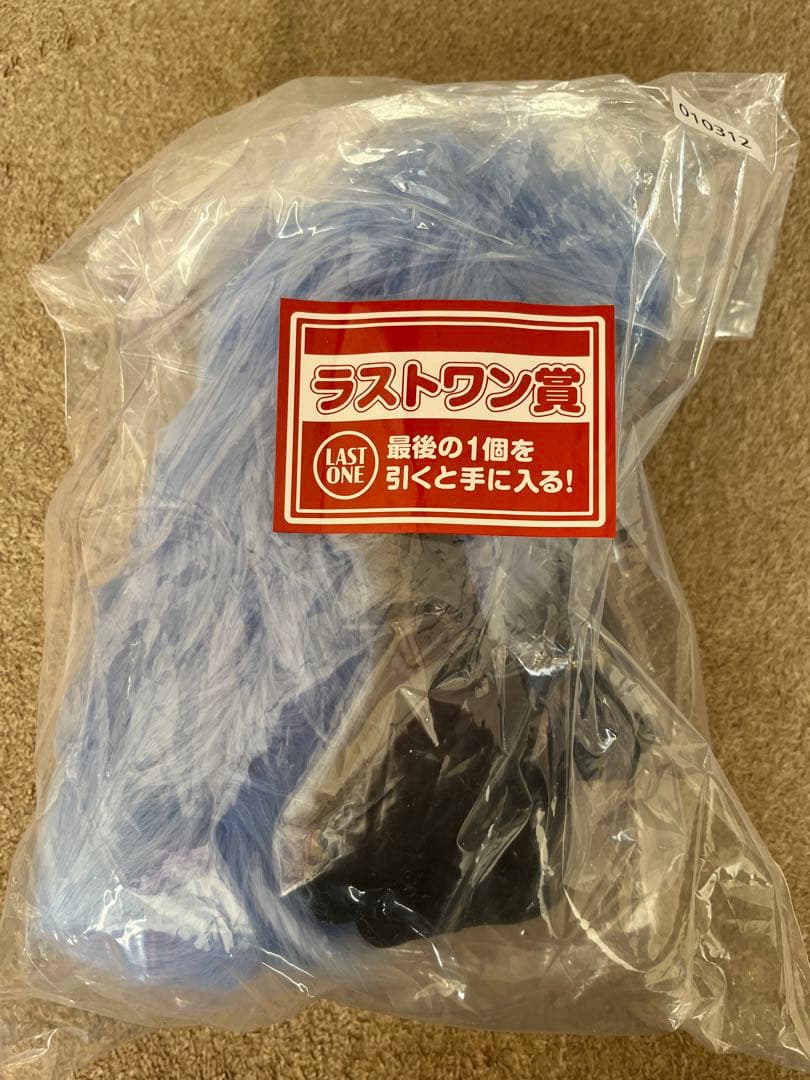 010312
ラストワン賞
LAST
ONE
最後の1個を
引くと手に入る!